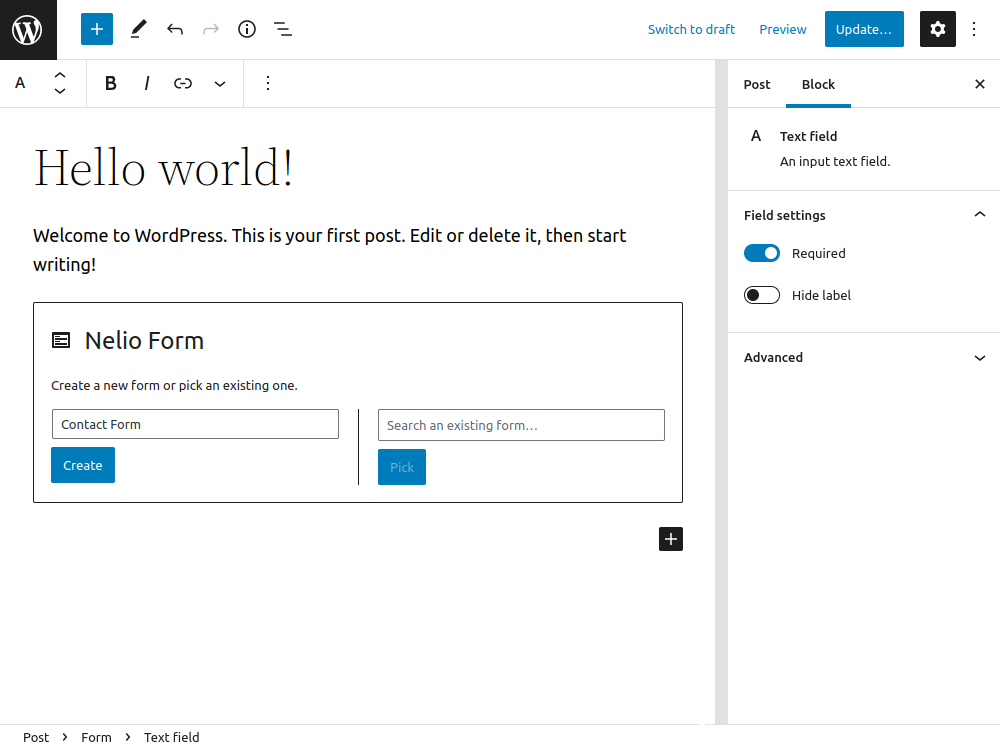 Switch to draft Preview Update…
A B I
Post Block
Hello world!
Welcome to WordPress. This is your first post. Edit or delete it, then start
writing!
Nelio Form
Create a new form or pick an existing one.
Contact Form
Create
Search an existing form…
Pick
A Text field
An input text field.
Field settings
Required
Hide label
Advanced
Post > Form > Text field